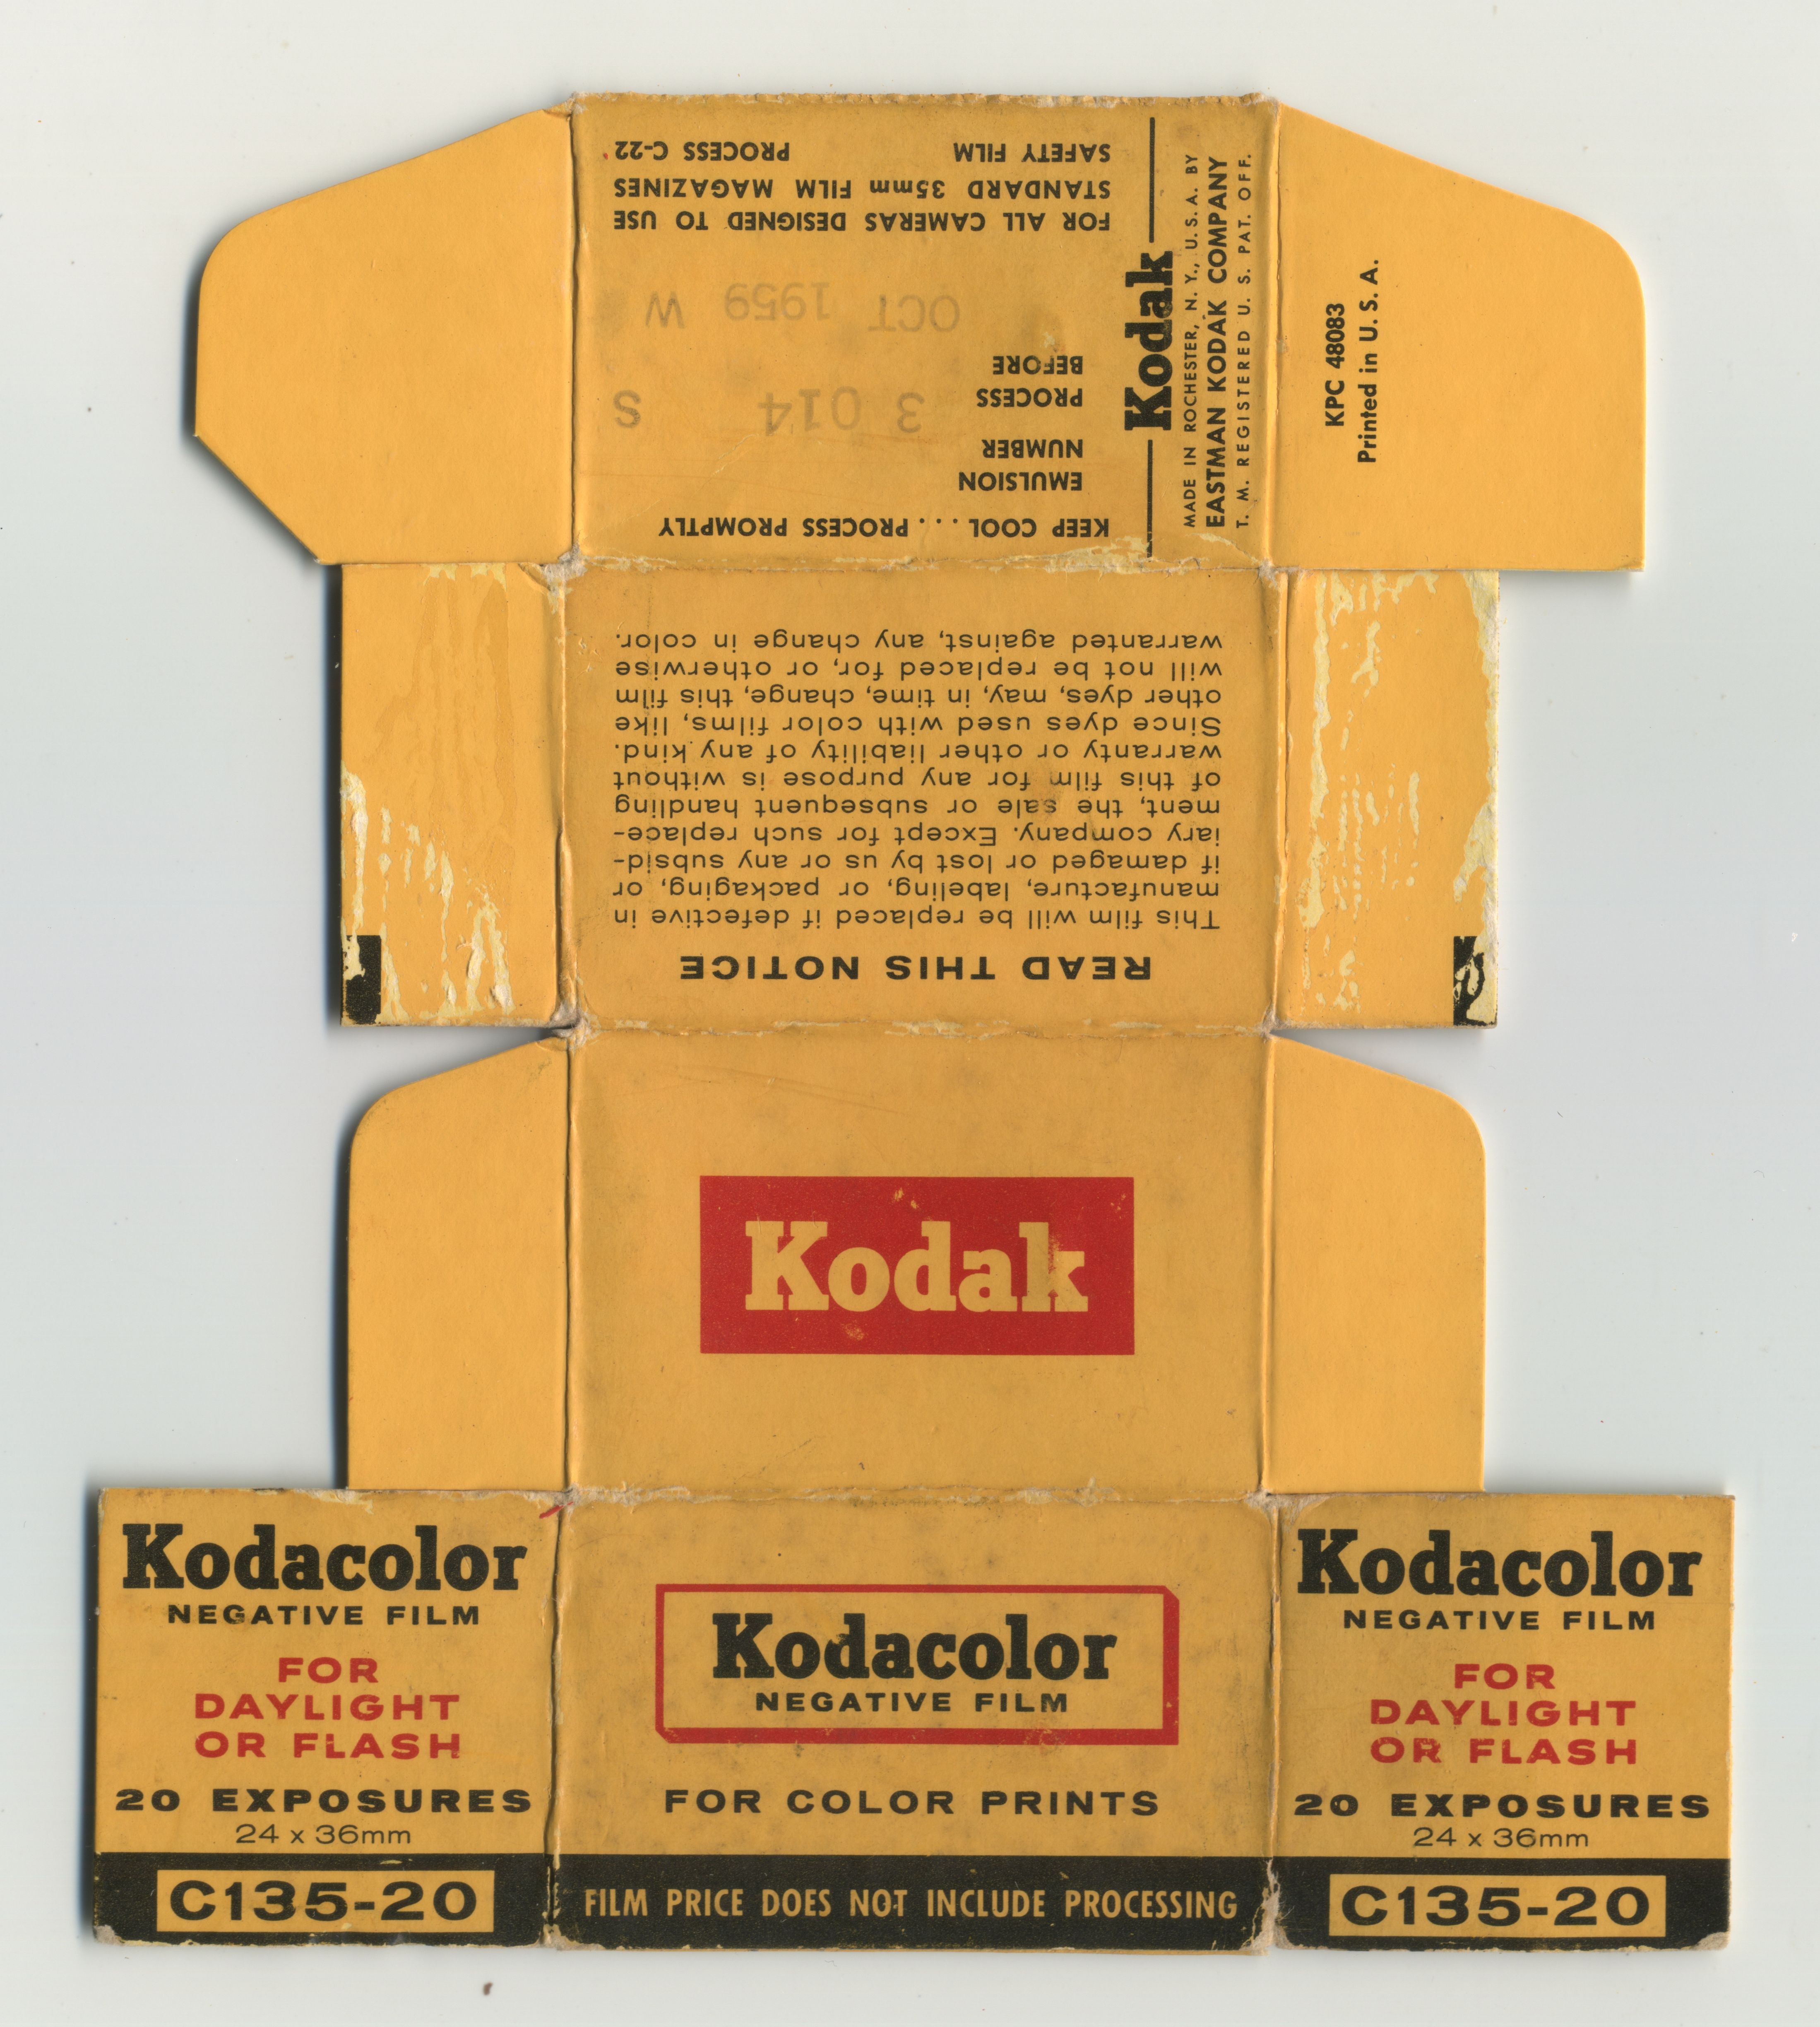 KEEP COOL....PROCESS PROMPTLY
EMULSION
NUMBER
3 014 S
PROCESS
BEFORE
OCT 1959 W
FOR ALL CAMERAS DESIGNED TO USE
STANDARD 35mm FILM MAGAZINES
SAFETY FILM PROCESS C-22
Kodak
MADE IN ROCHESTER, N. Y., U. S. A. BY
EASTMAN KODAK COMPANY
T. M. REGISTERED U. S. PAT. OFF.
KPC 48083
Printed in U. S. A.
READ THIS NOTICE
This film will be replaced if defective in
manufacture, labeling, or packaging, or
if damaged or lost by us or any subsid-
iary company. Except for such replace-
ment, the sale or subsequent handling
of this film for any purpose is without
warranty or other liability of any kind.
Since dyes used with color films, like
other dyes, may, in time, change, this film
will not be replaced for, or otherwise
warranted against, any change in color.
Kodak
Kodacolor
NEGATIVE FILM
FOR
DAYLIGHT
OR FLASH
20 EXPOSURES
24 x 36mm
C135-20
Kodacolor
NEGATIVE FILM
FOR COLOR PRINTS
FILM PRICE DOES NOT INCLUDE PROCESSING
Kodacolor
NEGATIVE FILM
FOR
DAYLIGHT
OR FLASH
20 EXPOSURES
24 x 36mm
C135-20